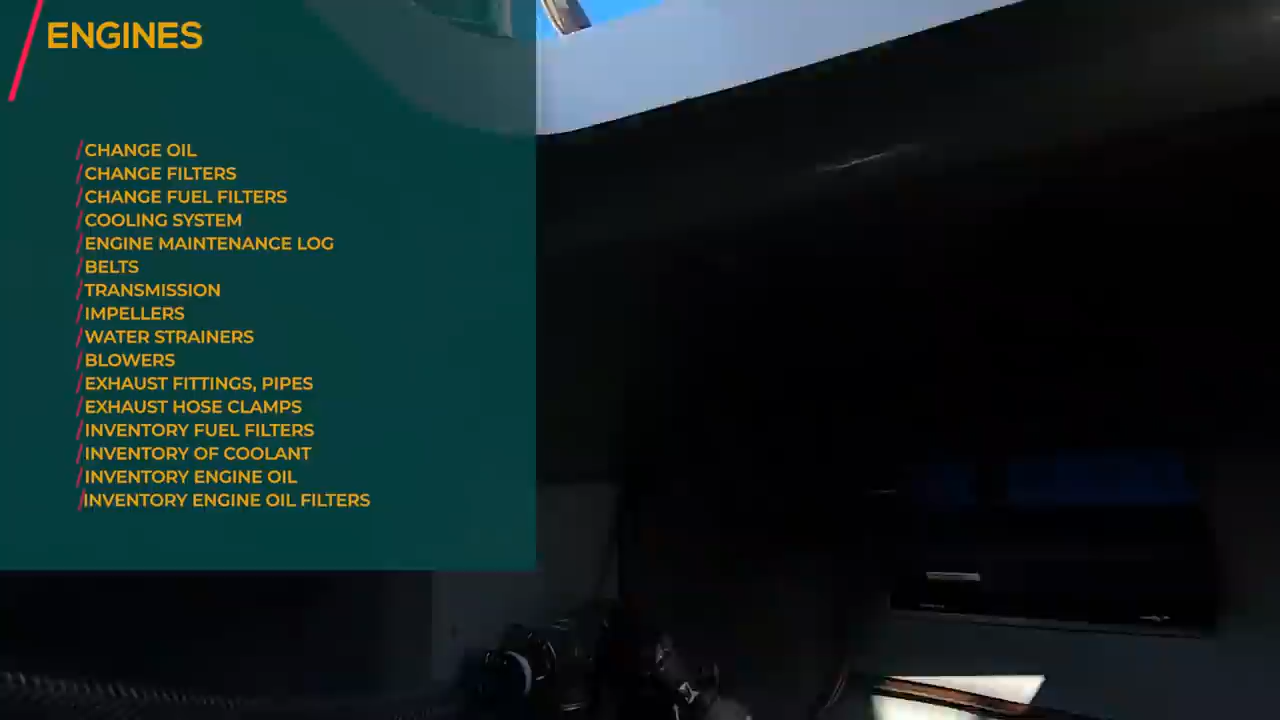 ENGINES
/CHANGE OIL
/CHANGE FILTERS
/CHANGE FUEL FILTERS
/COOLING SYSTEM
/ENGINE MAINTENANCE LOG
/BELTS
/TRANSMISSION
/IMPELLERS
/WATER STRAINERS
/BLOWERS
/EXHAUST FITTINGS, PIPES
/EXHAUST HOSE CLAMPS
/INVENTORY FUEL FILTERS
/INVENTORY OF COOLANT
/INVENTORY ENGINE OIL
/INVENTORY ENGINE OIL FILTERS